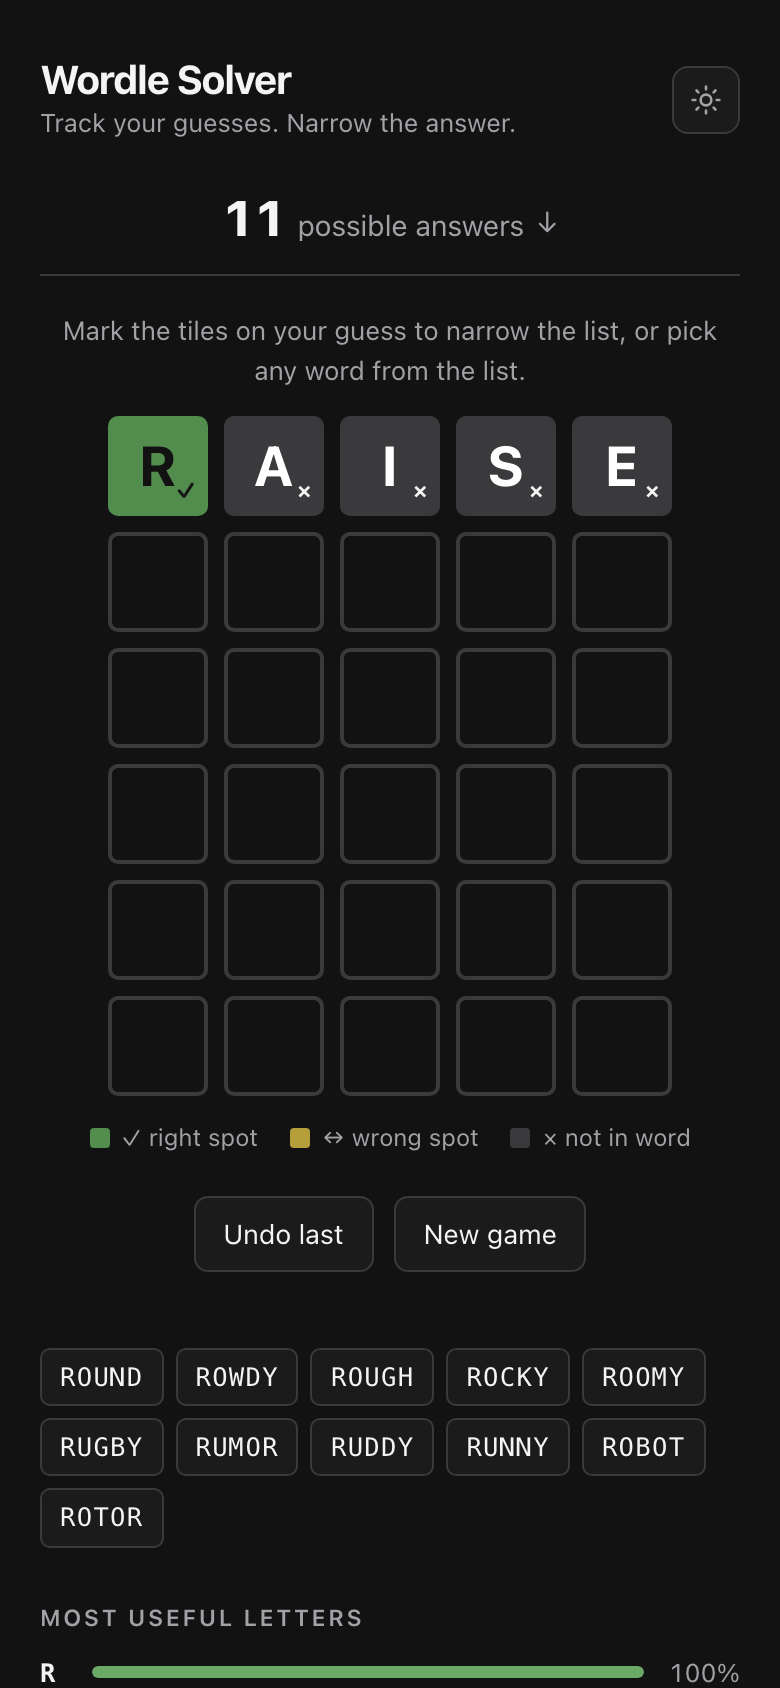 Wordle Solver
Track your guesses. Narrow the answer.
11 possible answers ↓
Mark the tiles on your guess to narrow the list, or pick
any word from the list.
R ✓ A × I × S × E ×
✓ right spot ↔ wrong spot × not in word
Undo last New game
ROUND ROWDY ROUGH ROCKY ROOMY
RUGBY RUMOR RUDDY RUNNY ROBOT
ROTOR
MOST USEFUL LETTERS
R 100%